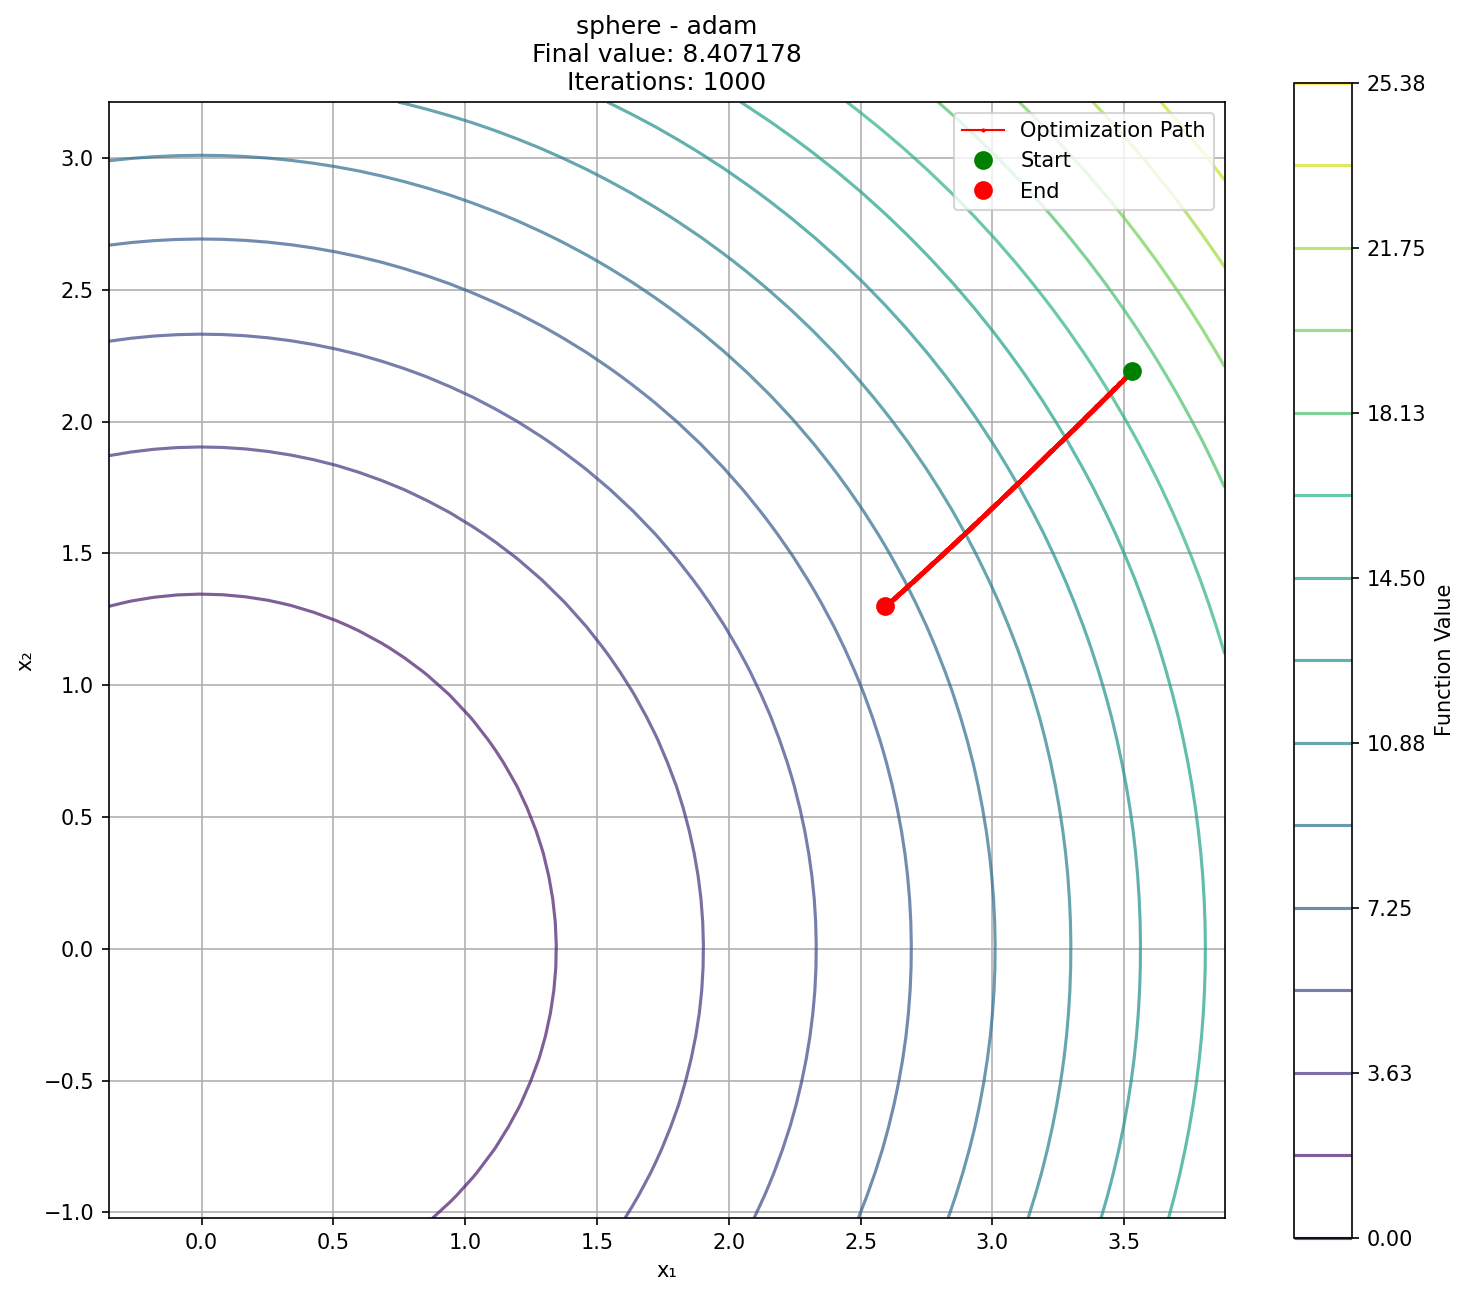 sphere - adam
Final value: 8.407178
Iterations: 1000
Optimization Path
Start
End
3.0
2.5
2.0
1.5
1.0
0.5
0.0
−0.5
−1.0
x₂
0.0
0.5
1.0
1.5
2.0
2.5
3.0
3.5
x₁
25.38
21.75
18.13
14.50
10.88
7.25
3.63
0.00
Function Value